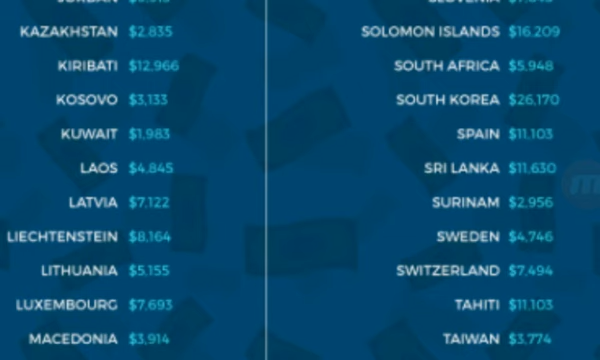 KAZAKHSTAN $2,835
KIRIBATI $12,966
KOSOVO $3,133
KUWAIT $1,983
LAOS $4,845
LATVIA $7,122
LIECHTENSTEIN $8,164
LITHUANIA $5,155
LUXEMBOURG $7,693
MACEDONIA $3,914
SOLOMON ISLANDS $16,209
SOUTH AFRICA $5,948
SOUTH KOREA $26,170
SPAIN $11,103
SRI LANKA $11,630
SURINAM $2,956
SWEDEN $4,746
SWITZERLAND $7,494
TAHITI $11,103
TAIWAN $3,774